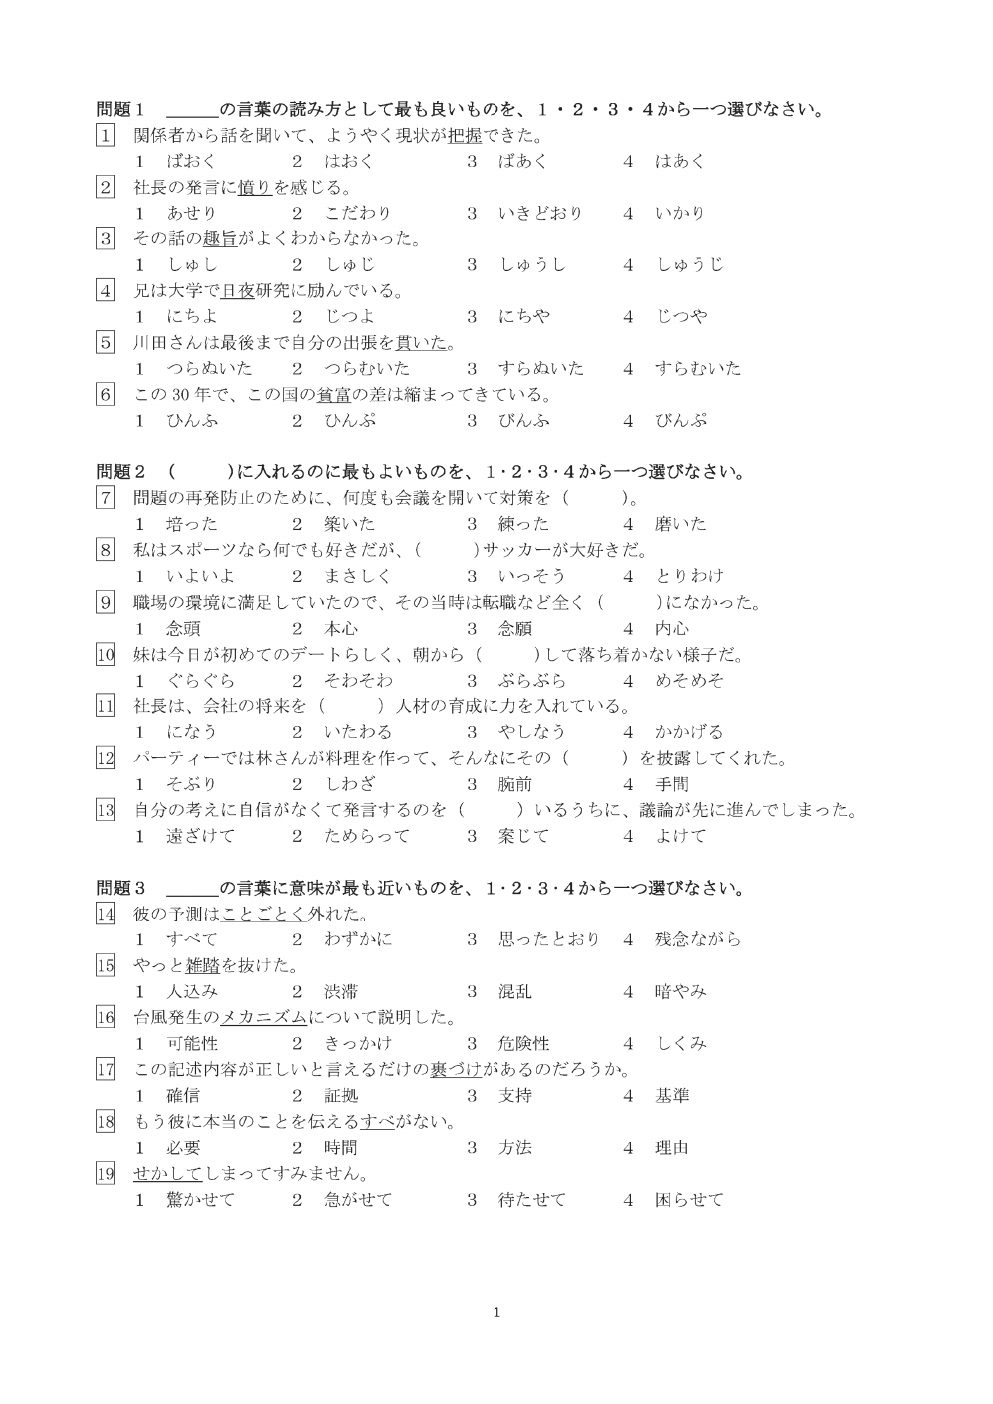 問題１　＿＿＿の言葉の読み方として最も良いものを、１・２・３・４から一つ選びなさい。
1　関係者から話を聞いて、ようやく現状が把握できた。
1　ばおく　2　はおく　3　ばあく　4　はあく
2　社長の発言に憤りを感じる。
1　あせり　2　こだわり　3　いきどおり　4　いかり
3　その話の趣旨がよくわからなかった。
1　しゅし　2　しゅじ　3　しゅうし　4　しゅうじ
4　兄は大学で日夜研究に励んでいる。
1　にちよ　2　じつよ　3　にちや　4　じつや
5　川田さんは最後まで自分の出張を貫いた。
1　つらぬいた　2　つらむいた　3　すらぬいた　4　すらむいた
6　この 30 年で、この国の貧富の差は縮まってきている。
1　ひんふ　2　ひんぷ　3　びんふ　4　びんぷ
問題２　（　　　）に入れるのに最もよいものを、１・２・３・４から一つ選びなさい。
7　問題の再発防止のために、何度も会議を開いて対策を（　　　）。
1　培った　2　築いた　3　練った　4　磨いた
8　私はスポーツなら何でも好きだが、（　　　）サッカーが大好きだ。
1　いよいよ　2　まさしく　3　いっそう　4　とりわけ
9　職場の環境に満足していたので、その当時は転職など全く（　　　）になかった。
1　念頭　2　本心　3　念願　4　内心
10　妹は今日が初めてのデートらしく、朝から（　　　）して落ち着かない様子だ。
1　ぐらぐら　2　そわそわ　3　ぶらぶら　4　めそめそ
11　社長は、会社の将来を（　　　）人材の育成に力を入れている。
1　になう　2　いたわる　3　やしなう　4　かかげる
12　パーティーでは林さんが料理を作って、そんなにその（　　　）を披露してくれた。
1　そぶり　2　しわざ　3　腕前　4　手間
13　自分の考えに自信がなくて発言するのを（　　　）いるうちに、議論が先に進んでしまった。
1　遠ざけて　2　ためらって　3　案じて　4　よけて
問題３　＿＿＿の言葉に意味が最も近いものを、１・２・３・４から一つ選びなさい。
14　彼の予測はことごとく外れた。
1　すべて　2　わずかに　3　思ったとおり　4　残念ながら
15　やっと雑踏を抜けた。
1　人込み　2　渋滞　3　混乱　4　暗やみ
16　台風発生のメカニズムについて説明した。
1　可能性　2　きっかけ　3　危険性　4　しくみ
17　この記述内容が正しいと言えるだけの裏づけがあるのだろうか。
1　確信　2　証拠　3　支持　4　基準
18　もう彼に本当のことを伝えるすべがない。
1　必要　2　時間　3　方法　4　理由
19　せかしてしまってすみません。
1　驚かせて　2　急がせて　3　待たせて　4　困らせて
1